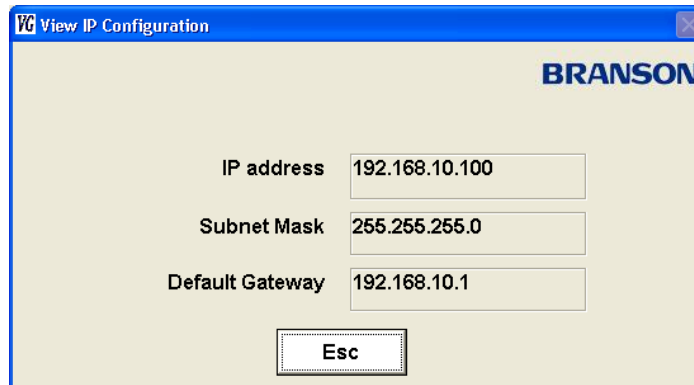 VG View IP Configuration
BRANSON
IP address 192.168.10.100
Subnet Mask 255.255.255.0
Default Gateway 192.168.10.1
Esc